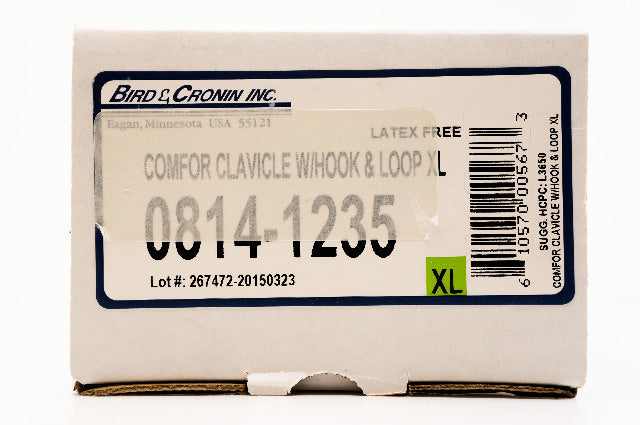 BIRD & CRONIN INC.
Eagan, Minnesota USA 55121
LATEX FREE
COMFOR CLAVICLE W/HOOK & LOOP XL
0814-1235
Lot #: 267472-20150323
XL
6 10570 00567 3
SUGG. HCPC: L3650
COMFOR CLAVICLE W/HOOK & LOOP XL